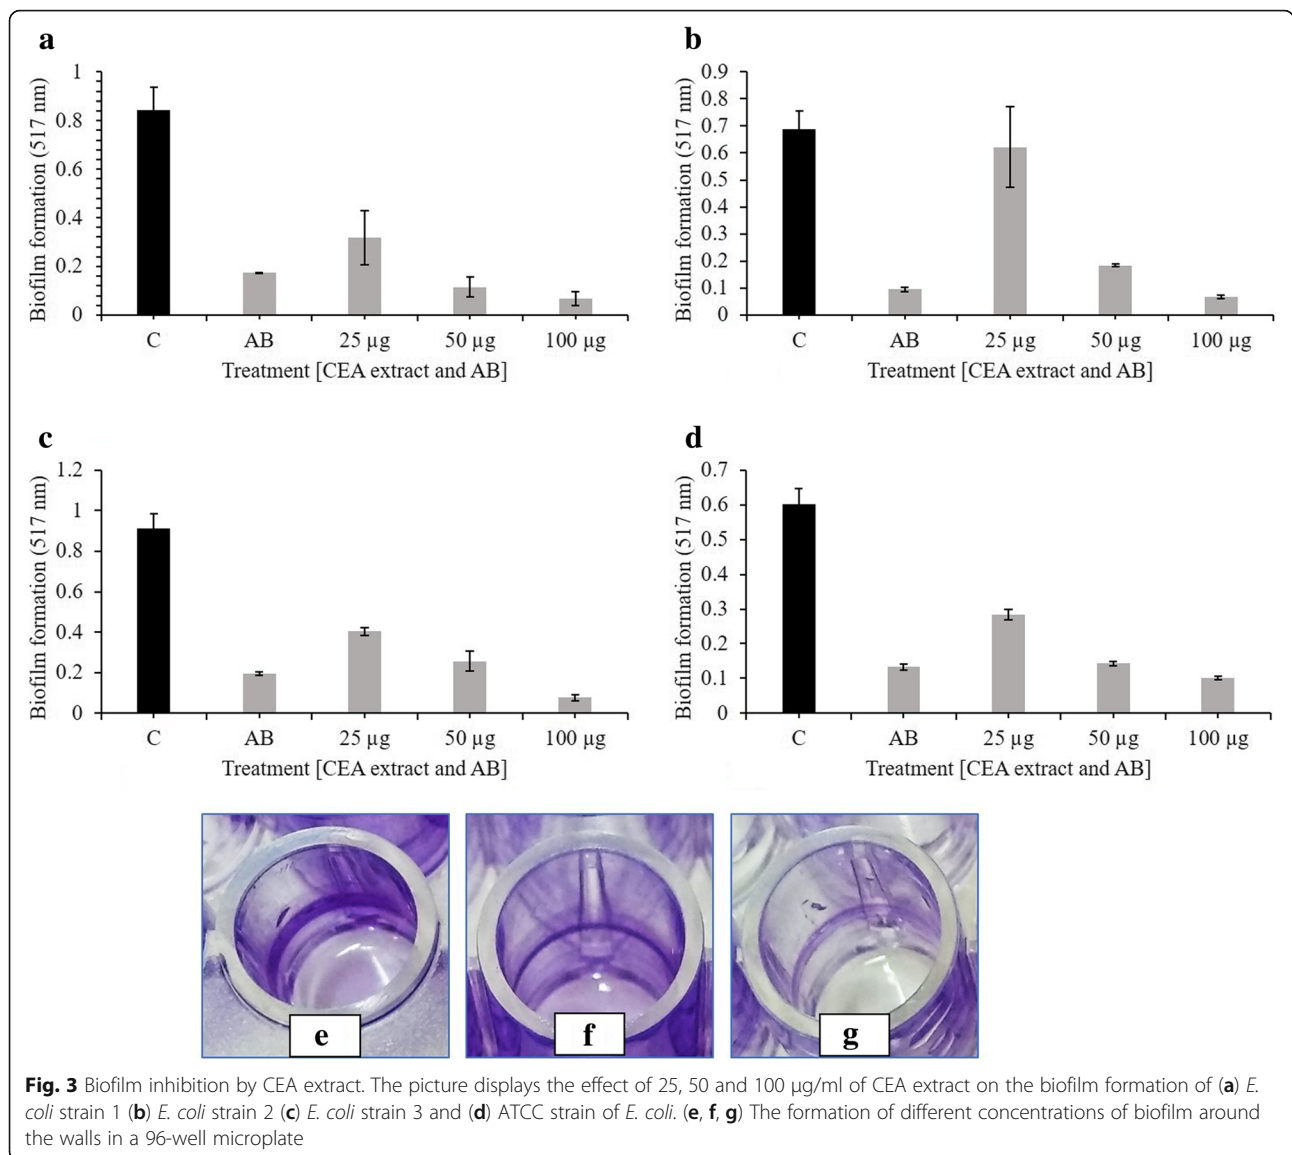 a
Biofilm formation (517 nm)
1
0.8
0.6
0.4
0.2
0
C AB 25 µg 50 µg 100 µg
Treatment [CEA extract and AB]
b
Biofilm formation (517 nm)
0.9
0.8
0.7
0.6
0.5
0.4
0.3
0.2
0.1
0
C AB 25 µg 50 µg 100 µg
Treatment [CEA extract and AB]
c
Biofilm formation (517 nm)
1.2
1
0.8
0.6
0.4
0.2
0
C AB 25 µg 50 µg 100 µg
Treatment [CEA extract and AB]
d
Biofilm formation (517 nm)
0.7
0.6
0.5
0.4
0.3
0.2
0.1
0
C AB 25 µg 50 µg 100 µg
Treatment [CEA extract and AB]
e
f
g
Fig. 3 Biofilm inhibition by CEA extract. The picture displays the effect of 25, 50 and 100 µg/ml of CEA extract on the biofilm formation of (a) E.
coli strain 1 (b) E. coli strain 2 (c) E. coli strain 3 and (d) ATCC strain of E. coli. (e, f, g) The formation of different concentrations of biofilm around
the walls in a 96-well microplate